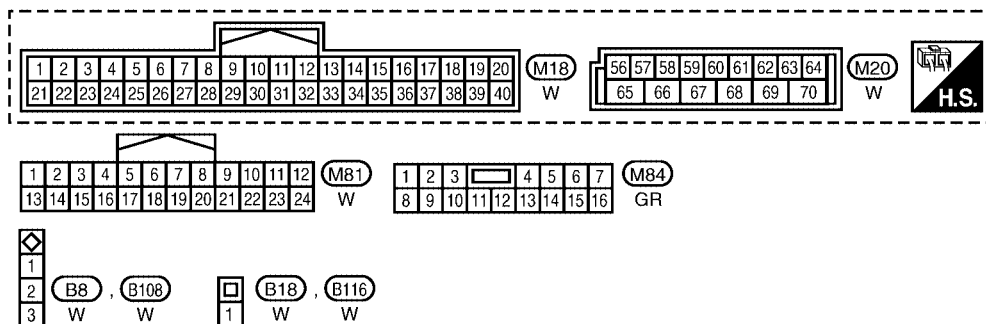 1 2 3 4 5 6 7 8 9 10 11 12 13 14 15 16 17 18 19 20
21 22 23 24 25 26 27 28 29 30 31 32 33 34 35 36 37 38 39 40
M18
W
56 57 58 59 60 61 62 63 64
65 66 67 68 69 70
M20
W
H.S.
1 2 3 4 5 6 7 8 9 10 11 12
13 14 15 16 17 18 19 20 21 22 23 24
M81
W
1 2 3 4 5 6 7
8 9 10 11 12 13 14 15 16
M84
GR
1
2
3
B8 , B108
W W
1
B18 , B116
W W